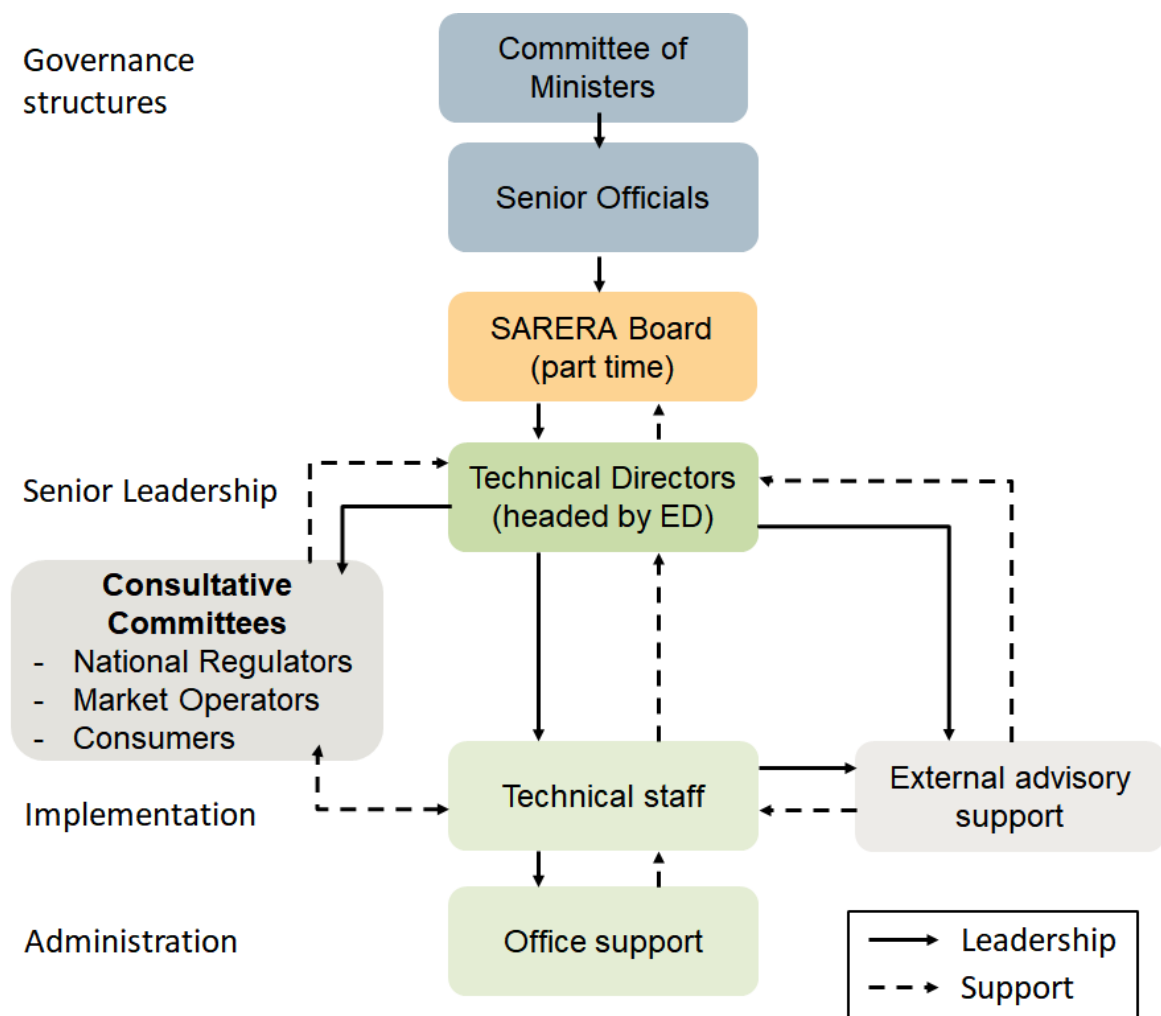 Governance
structures
Committee of
Ministers
Senior Officials
SARERA Board
(part time)
Senior Leadership
Technical Directors
(headed by ED)
Consultative
Committees
- National Regulators
- Market Operators
- Consumers
Implementation
Technical staff
External advisory
support
Administration
Office support
Leadership
Support